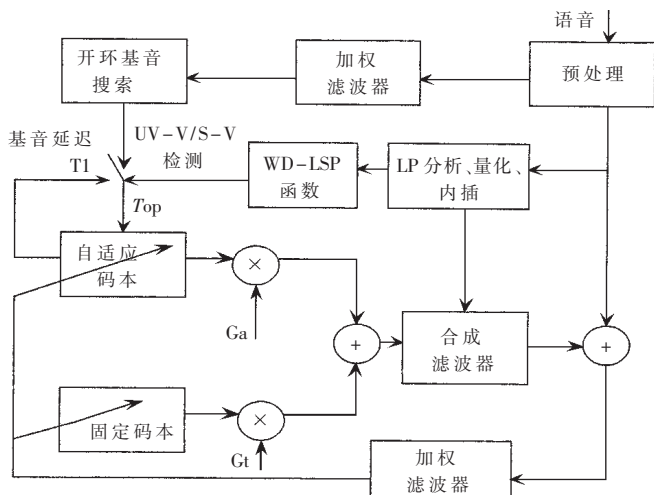 语音
开环基音
搜索
加权
滤波器
预处理
基音延迟
T1
UV-V/S-V
检测
WD-LSP
函数
LP 分析、量化、
内插
Top
自适应
码本
×
Ga
+
合成
滤波器
+
固定码本
×
Gt
加权
滤波器